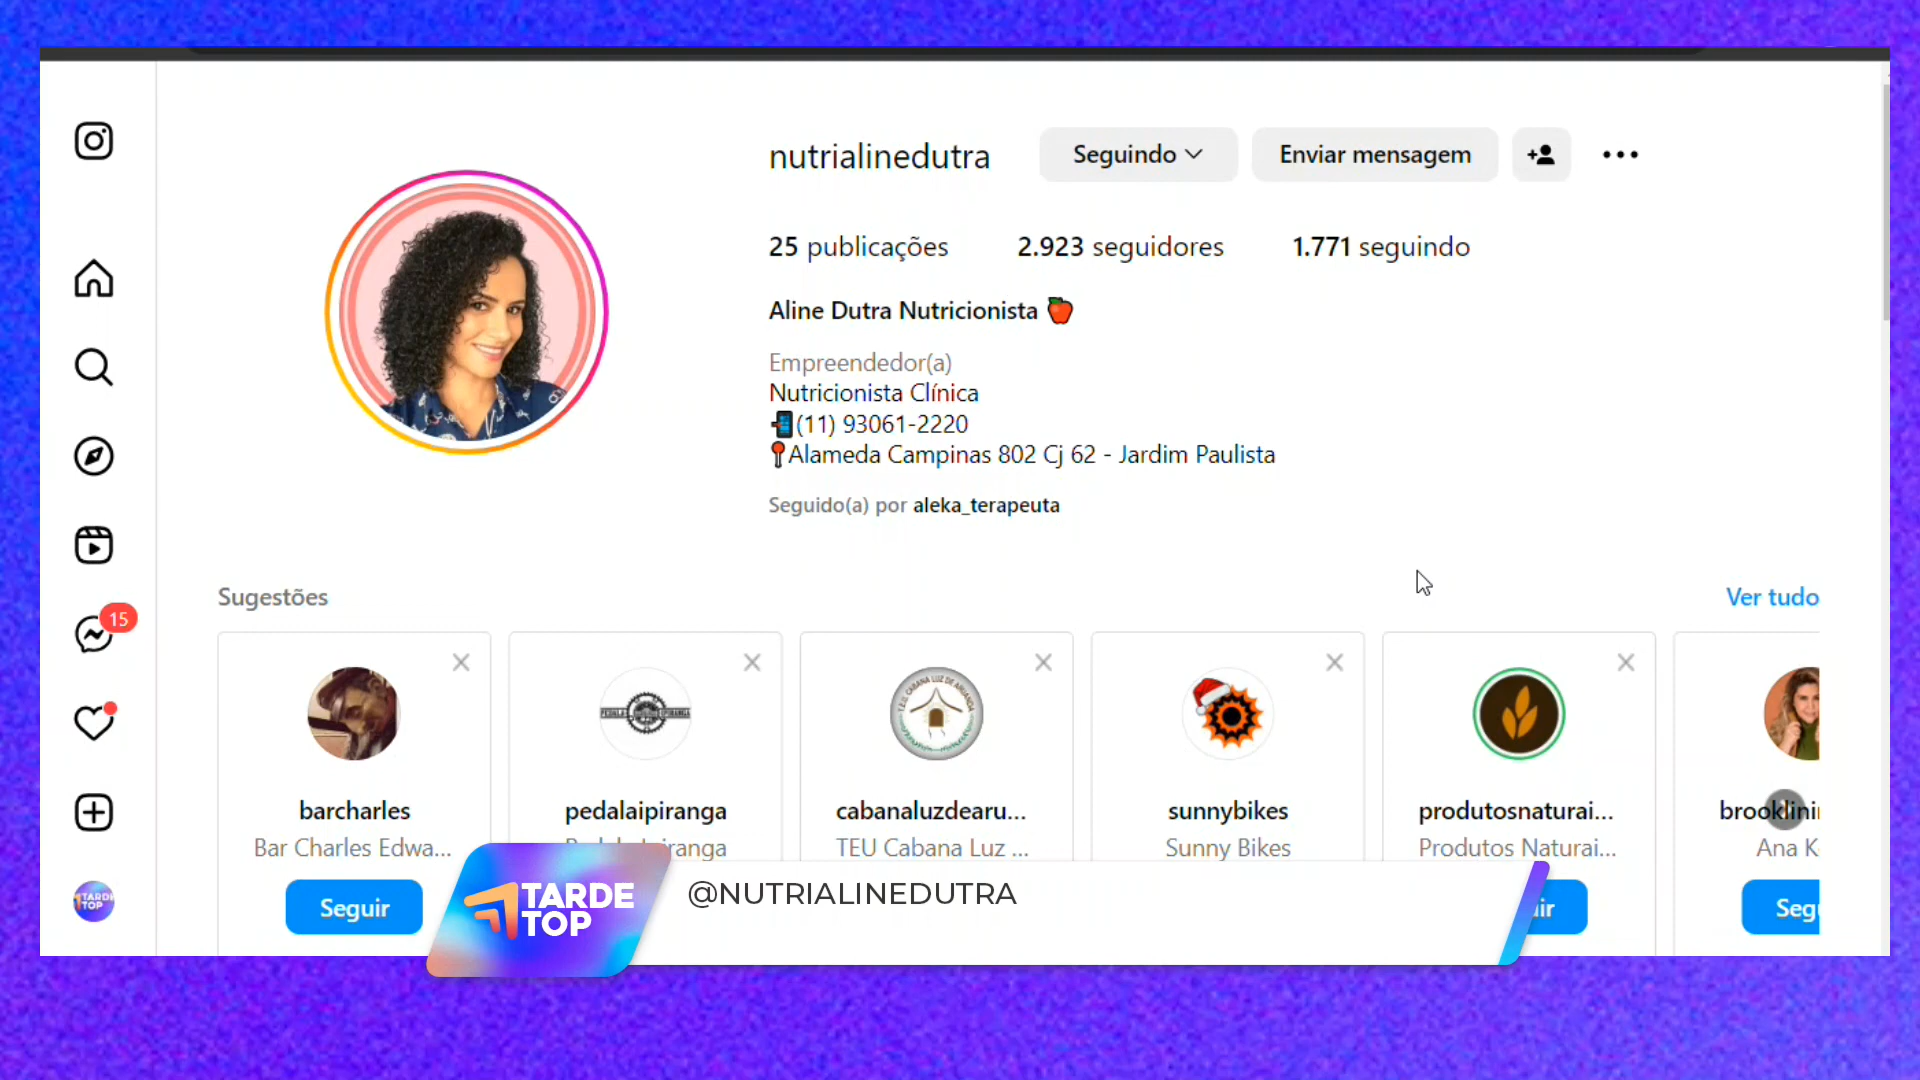 nutrialinedutra
Seguindo
Enviar mensagem
25 publicações
2.923 seguidores
1.771 seguindo
Aline Dutra Nutricionista
Empreendedor(a)
Nutricionista Clínica
(11) 93061-2220
Alameda Campinas 802 Cj 62 - Jardim Paulista
Seguido(a) por aleka_terapeuta
15
Sugestões
Ver tudo
barcharles
pedalaipiranga
cabanaluzdearu...
sunnybikes
produtosnaturai...
Bar Charles Edwa...
TEU Cabana Luz ...
Sunny Bikes
Produtos Naturai...
Ana K
Seguir
TARDE
TOP
@NUTRIALINEDUTRA
TARDE
TOP